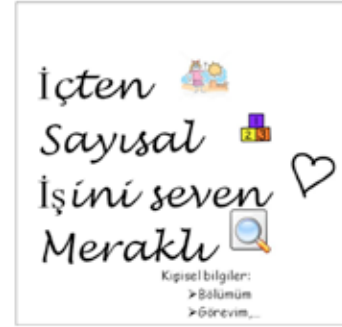 İçten
Sayısal
İşini seven
Meraklı
Kişisel bilgiler:
➢Bölümüm
➢Görevim,...